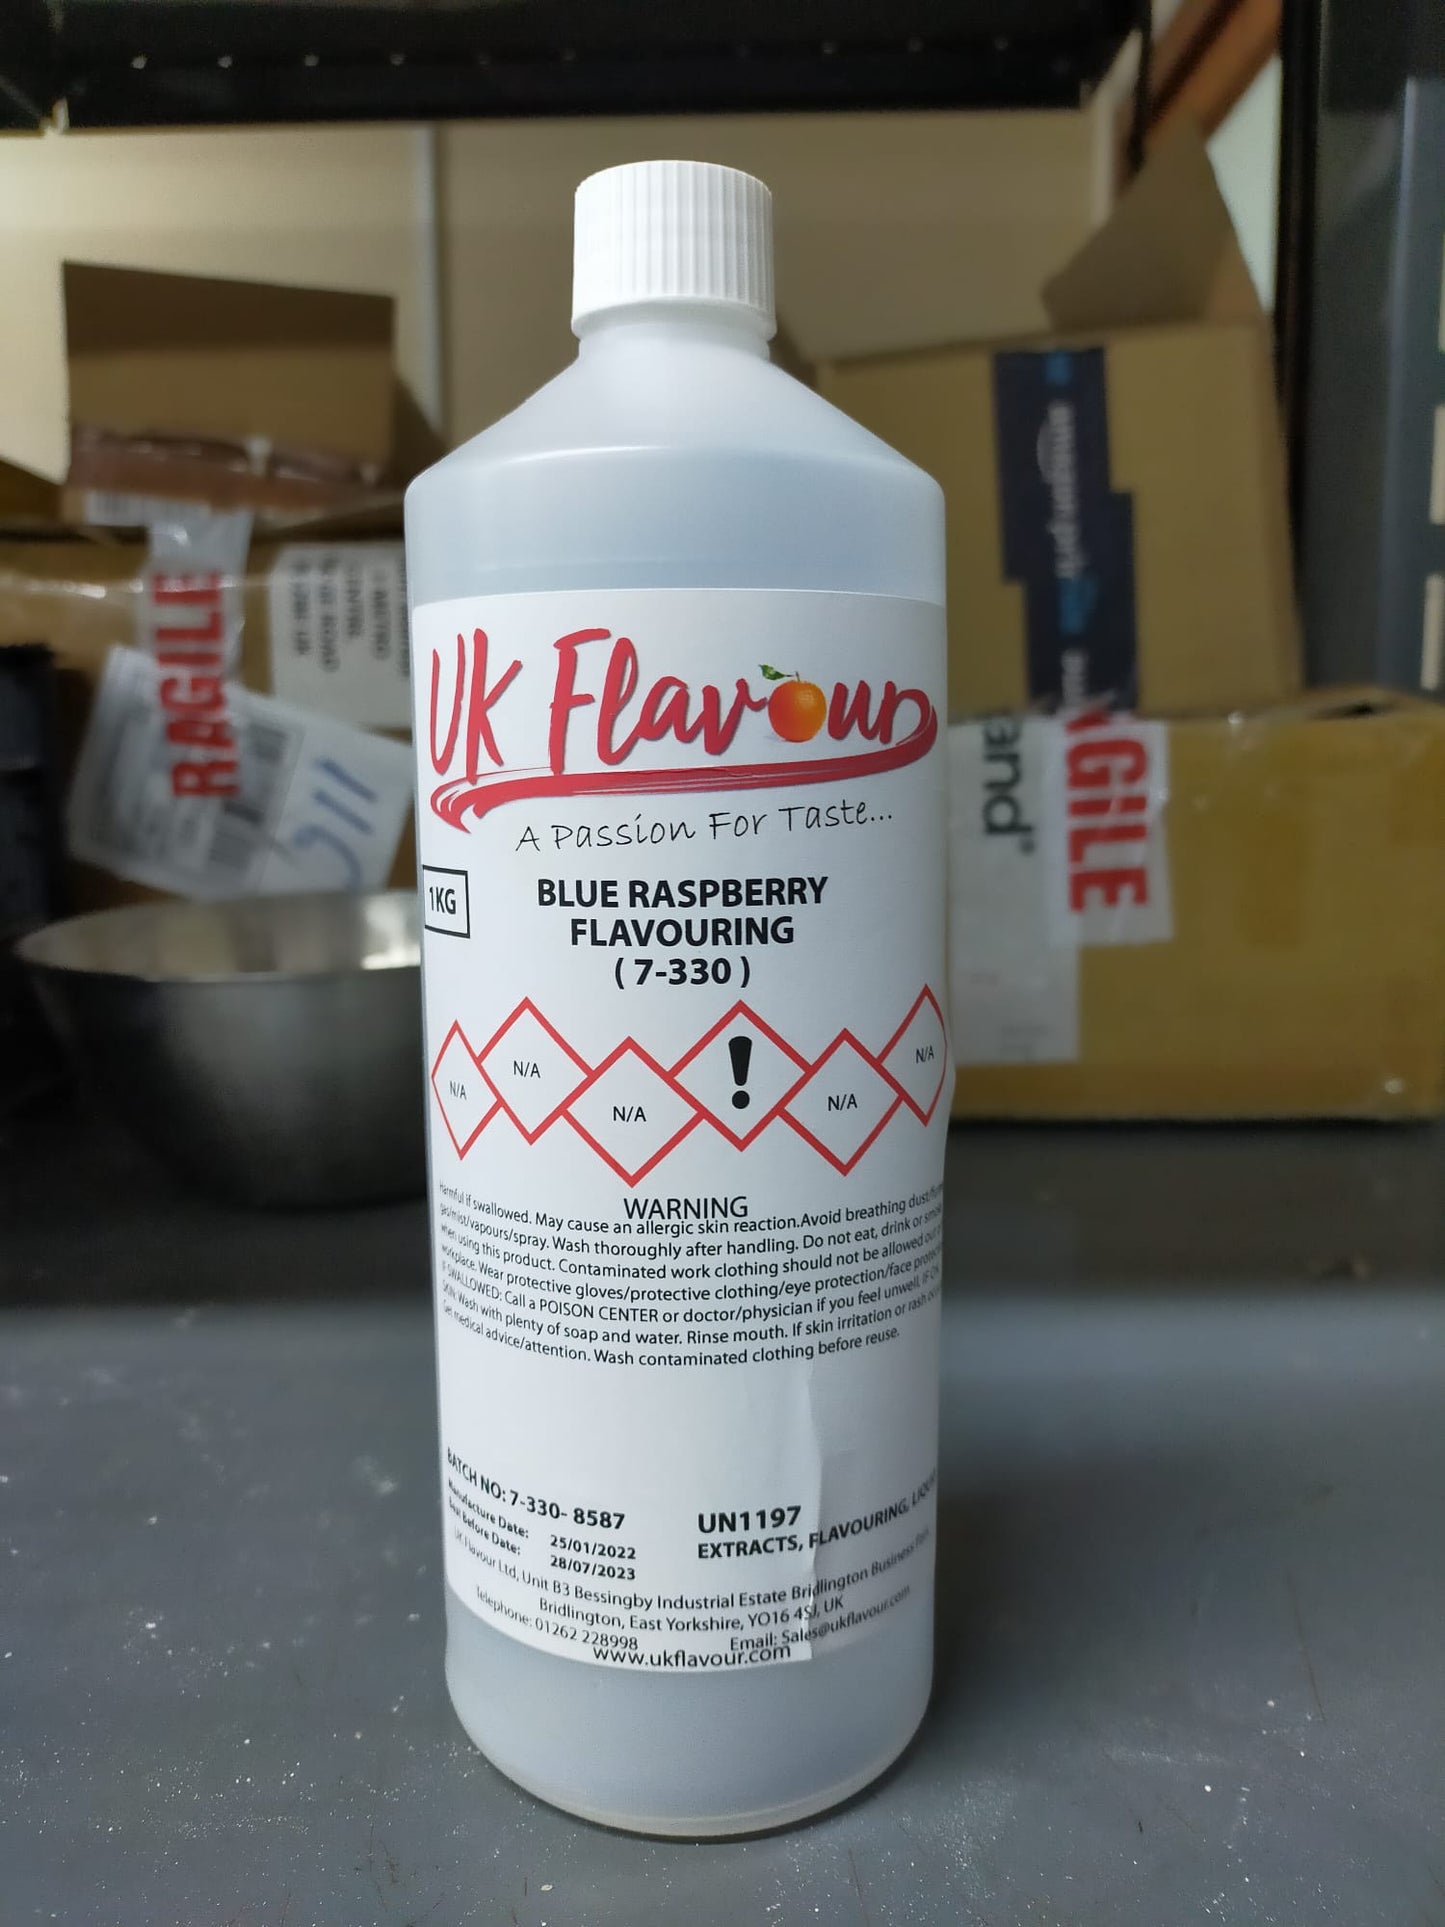 UK Flavour
A Passion For Taste...
1KG
BLUE RASPBERRY
FLAVOURING
( 7-330 )
N/A
N/A
N/A
!
N/A
N/A
WARNING
Harmful if swallowed. May cause an allergic skin reaction.Avoid breathing dust/
gas/mist/vapours/spray. Wash thoroughly after handling. Do not eat, drink or smoke
when using this product. Contaminated work clothing should not be allowed out
workplace. Wear protective gloves/protective clothing/eye protection/face
IF SWALLOWED: Call a POISON CENTER or doctor/physician if you feel unwell. IF ON
SKIN: Wash with plenty of soap and water. Rinse mouth. If skin irritation or rash
Get medical advice/attention. Wash contaminated clothing before reuse.
BATCH NO: 7-330- 8587
Manufacture Date: 25/01/2022
Best Before Date: 28/07/2023
UN1197
EXTRACTS, FLAVOURING,
UK Flavour Ltd, Unit B3 Bessingby Industrial Estate Bridlington Business Park,
Bridlington, East Yorkshire, YO16 4SJ, UK
Telephone: 01262 228998
Email: Sales@ukflavour.com
www.ukflavour.com
FRAGILE
amazon
FRAGILE